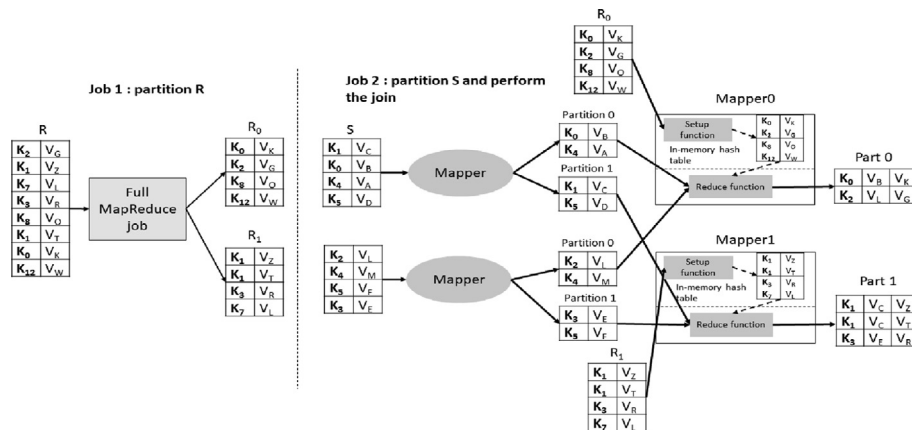 Job 1 : partition R
R
K2 VG
K1 VZ
K7 VL
K3 VR
K8 VO
K1 VT
K0 VK
K12 VW
Full
MapReduce
job
R0
K0 VK
K2 VG
K8 VO
K12 VW
R1
K1 VZ
K1 VT
K3 VR
K7 VL
Job 2 : partition S and perform
the join
S
K1 VC
K0 VB
K4 VA
K5 VD
Mapper
K2 VL
K4 VM
K5 VF
K3 VE
Mapper
Partition 0
K0 VB
K4 VA
Partition 1
K1 VC
K5 VD
Partition 0
K2 VL
K4 VM
Partition 1
K3 VE
K5 VF
R0
K0 VK
K2 VG
K8 VO
K12 VW
R1
K1 VZ
K1 VT
K3 VR
K7 VL
Mapper0
Setup
function
In-memory hash
table
K0 VK
K2 VG
K8 VO
K12 VW
Reduce function
Mapper1
Setup
function
In-memory hash
table
K1 VZ
K1 VT
K3 VR
K7 VL
Reduce function
Part 0
K0 VB VK
K2 VL VG
Part 1
K1 VC VZ
K1 VC VT
K3 VE VR